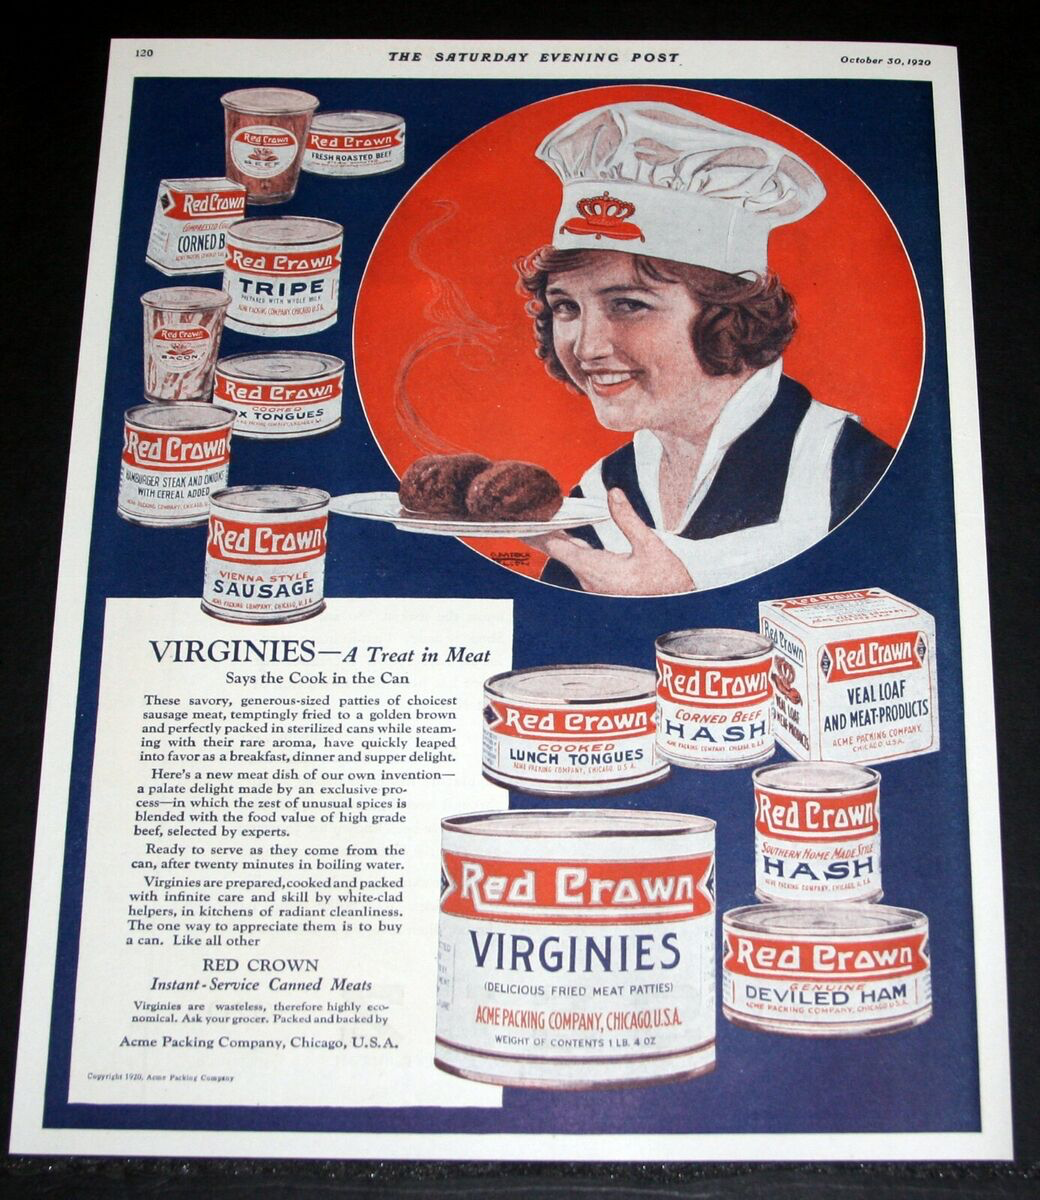 120
THE SATURDAY EVENING POST
October 30, 1920
Red Crown
BEEF
Red Crown
FRESH ROASTED BEEF
Red Crown
CORNED B
Red Crown
TRIPE
PREPARED WITH WHOLE MILK
ACME PACKING COMPANY, CHICAGO U.S.A.
Red Crown
BACON
Red Crown
COOKED
X TONGUES
Red Crown
HAMBURGER STEAK AND ONIONS
WITH CEREAL ADDED
Red Crown
VIENNA STYLE
SAUSAGE
ACME PACKING COMPANY, CHICAGO, U.S.A.
VIRGINIES—A Treat in Meat
Says the Cook in the Can
These savory, generous-sized patties of choicest
sausage meat, temptingly fried to a golden brown
and perfectly packed in sterilized cans while steam-
ing with their rare aroma, have quickly leaped
into favor as a breakfast, dinner and supper delight.
Here's a new meat dish of our own invention—
a palate delight made by an exclusive pro-
cess—in which the zest of unusual spices is
blended with the food value of high grade
beef, selected by experts.
Ready to serve as they come from the
can, after twenty minutes in boiling water.
Virginies are prepared, cooked and packed
with infinite care and skill by white-clad
helpers, in kitchens of radiant cleanliness.
The one way to appreciate them is to buy
a can. Like all other
RED CROWN
Instant-Service Canned Meats
Virginies are wasteless, therefore highly eco-
nomical. Ask your grocer. Packed and backed by
Acme Packing Company, Chicago, U.S.A.
Copyright 1920, Acme Packing Company
Red Crown
COOKED
LUNCH TONGUES
ACME PACKING COMPANY, CHICAGO, U.S.A.
Red Crown
CORNED BEEF
HASH
ACME PACKING COMPANY, CHICAGO, U.S.A.
Red Crown
Red Crown
VEAL LOAF
Red Crown
VEAL LOAF
AND MEAT-PRODUCTS
ACME PACKING COMPANY
CHICAGO U.S.A.
Red Crown
SOUTHERN HOME MADE STYLE
HASH
ACME PACKING COMPANY, CHICAGO, U.S.A.
Red Crown
VIRGINIES
(DELICIOUS FRIED MEAT PATTIES)
ACME PACKING COMPANY, CHICAGO, U.S.A.
WEIGHT OF CONTENTS 1 LB. 4 OZ
Red Crown
GENUINE
DEVILED HAM
ACME PACKING COMPANY, CHICAGO, U.S.A.